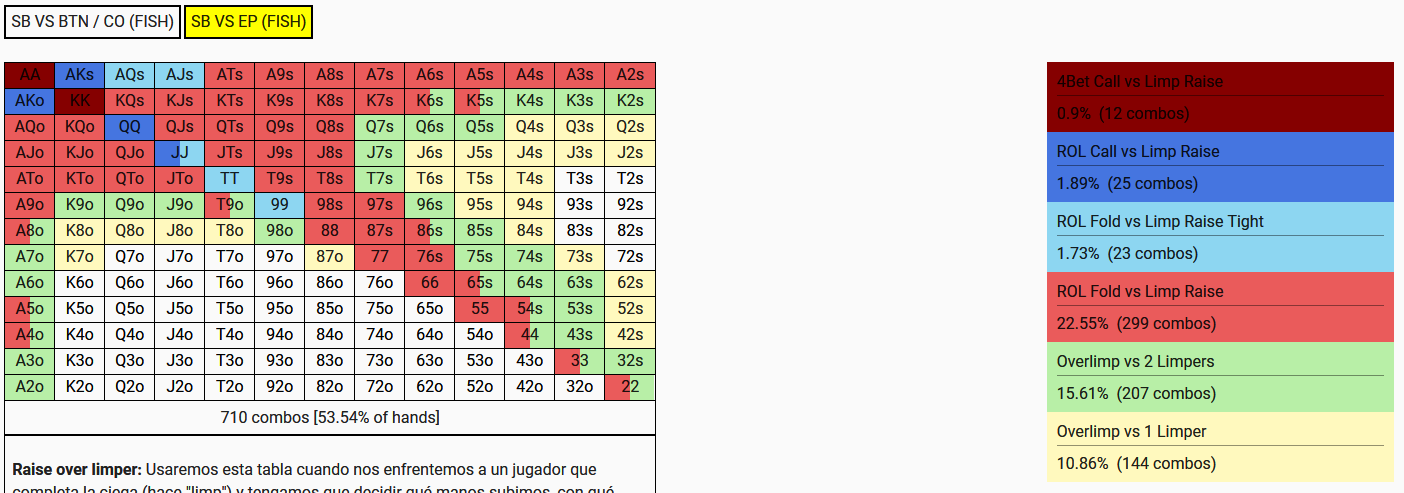 SB VS BTN / CO (FISH) SB VS EP (FISH)
AA AKs AQs AJs ATs A9s A8s A7s A6s A5s A4s A3s A2s
AKo KK KQs KJs KTs K9s K8s K7s K6s K5s K4s K3s K2s
AQo KQo QQ QJs QTs Q9s Q8s Q7s Q6s Q5s Q4s Q3s Q2s
AJo KJo QJo JJ JTs J9s J8s J7s J6s J5s J4s J3s J2s
ATo KTo QTo JTo TT T9s T8s T7s T6s T5s T4s T3s T2s
A9o K9o Q9o J9o T9o 99 98s 97s 96s 95s 94s 93s 92s
A8o K8o Q8o J8o T8o 98o 88 87s 86s 85s 84s 83s 82s
A7o K7o Q7o J7o T7o 97o 87o 77 76s 75s 74s 73s 72s
A6o K6o Q6o J6o T6o 96o 86o 76o 66 65s 64s 63s 62s
A5o K5o Q5o J5o T5o 95o 85o 75o 65o 55 54s 53s 52s
A4o K4o Q4o J4o T4o 94o 84o 74o 64o 54o 44 43s 42s
A3o K3o Q3o J3o T3o 93o 83o 73o 63o 53o 43o 33 32s
A2o K2o Q2o J2o T2o 92o 82o 72o 62o 52o 42o 32o 22
710 combos [53.54% of hands]
Raise over limper: Usaremos esta tabla cuando nos enfrentemos a un jugador que
completa la ciega (hace "limp") y tengamos que decidir qué manos subimos, con qué
4Bet Call vs Limp Raise
0.9% (12 combos)
ROL Call vs Limp Raise
1.89% (25 combos)
ROL Fold vs Limp Raise Tight
1.73% (23 combos)
ROL Fold vs Limp Raise
22.55% (299 combos)
Overlimp vs 2 Limpers
15.61% (207 combos)
Overlimp vs 1 Limper
10.86% (144 combos)